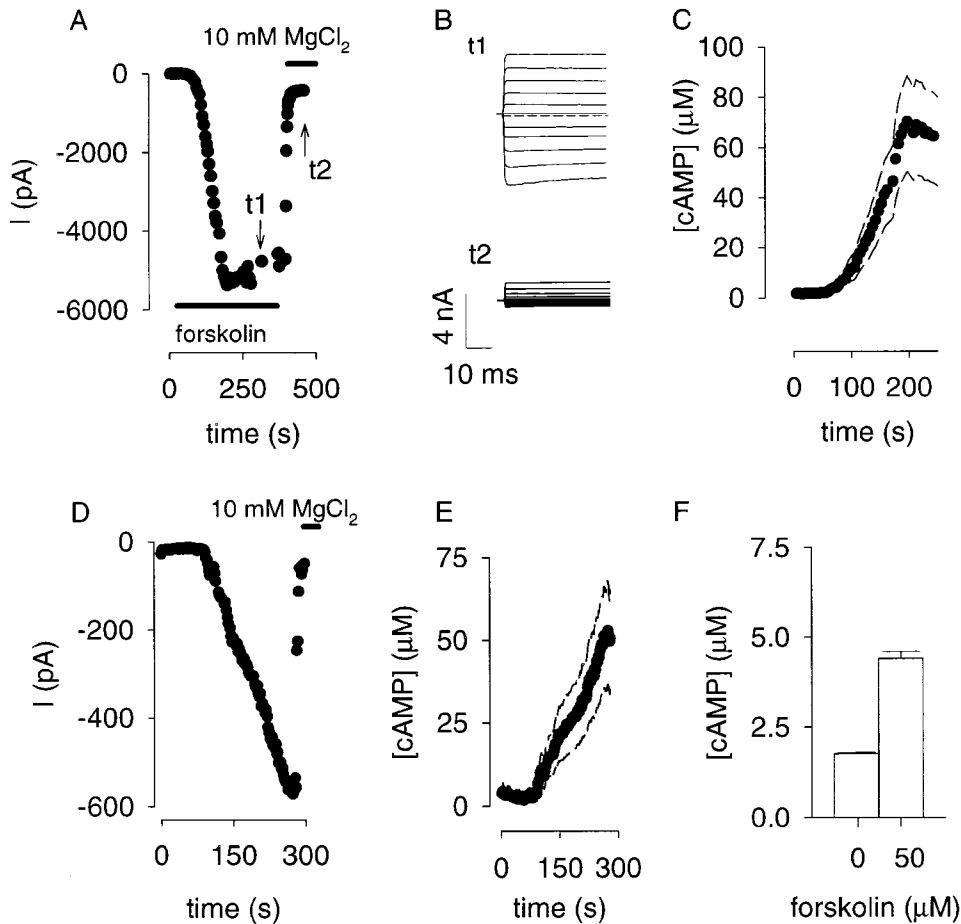 A
10 mM MgCl2
I (pA)
0
-2000
-4000
-6000
t1
t2
forskolin
0
250
500
time (s)
B
t1
t2
4 nA
10 ms
C
[cAMP] (μM)
100
80
60
40
20
0
0
100
200
time (s)
D
10 mM MgCl2
I (pA)
0
-200
-400
-600
0
150
300
time (s)
E
[cAMP] (μM)
75
50
25
0
0
150
300
time (s)
F
[cAMP] (μM)
7.5
5.0
2.5
0.0
0
50
forskolin (μM)